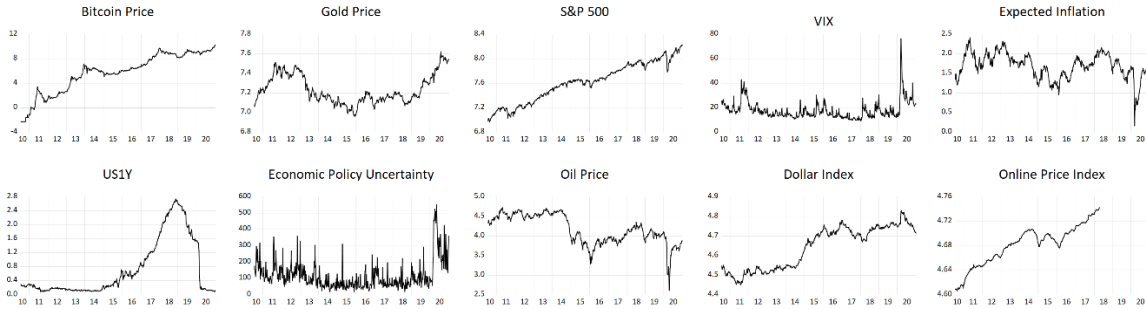 Bitcoin Price
12
8
4
0
-4
10 11 12 13 14 15 16 17 18 19 20
Gold Price
7.8
7.6
7.4
7.2
7.0
6.8
10 11 12 13 14 15 16 17 18 19 20
S&P 500
8.4
8.0
7.6
7.2
6.8
10 11 12 13 14 15 16 17 18 19 20
VIX
80
60
40
20
0
10 11 12 13 14 15 16 17 18 19 20
Expected Inflation
2.5
2.0
1.5
1.0
0.5
0.0
10 11 12 13 14 15 16 17 18 19 20
US1Y
2.8
2.4
2.0
1.6
1.2
0.8
0.4
0.0
10 11 12 13 14 15 16 17 18 19 20
Economic Policy Uncertainty
600
500
400
300
200
100
0
10 11 12 13 14 15 16 17 18 19 20
Oil Price
5.0
4.5
4.0
3.5
3.0
2.5
10 11 12 13 14 15 16 17 18 19 20
Dollar Index
4.9
4.8
4.7
4.6
4.5
4.4
10 11 12 13 14 15 16 17 18 19 20
Online Price Index
4.76
4.72
4.68
4.64
4.60
10 11 12 13 14 15 16 17 18 19 20